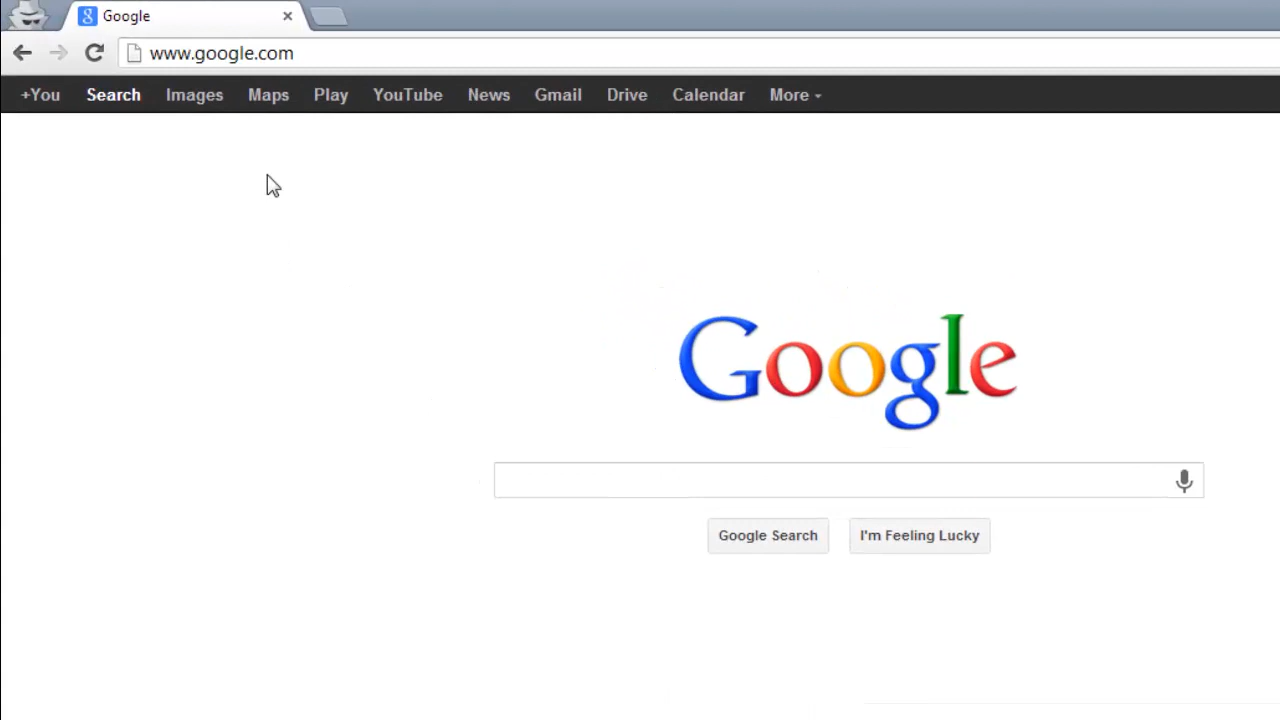 Google
www.google.com
+You Search Images Maps Play YouTube News Gmail Drive Calendar More
Google
Google Search I'm Feeling Lucky